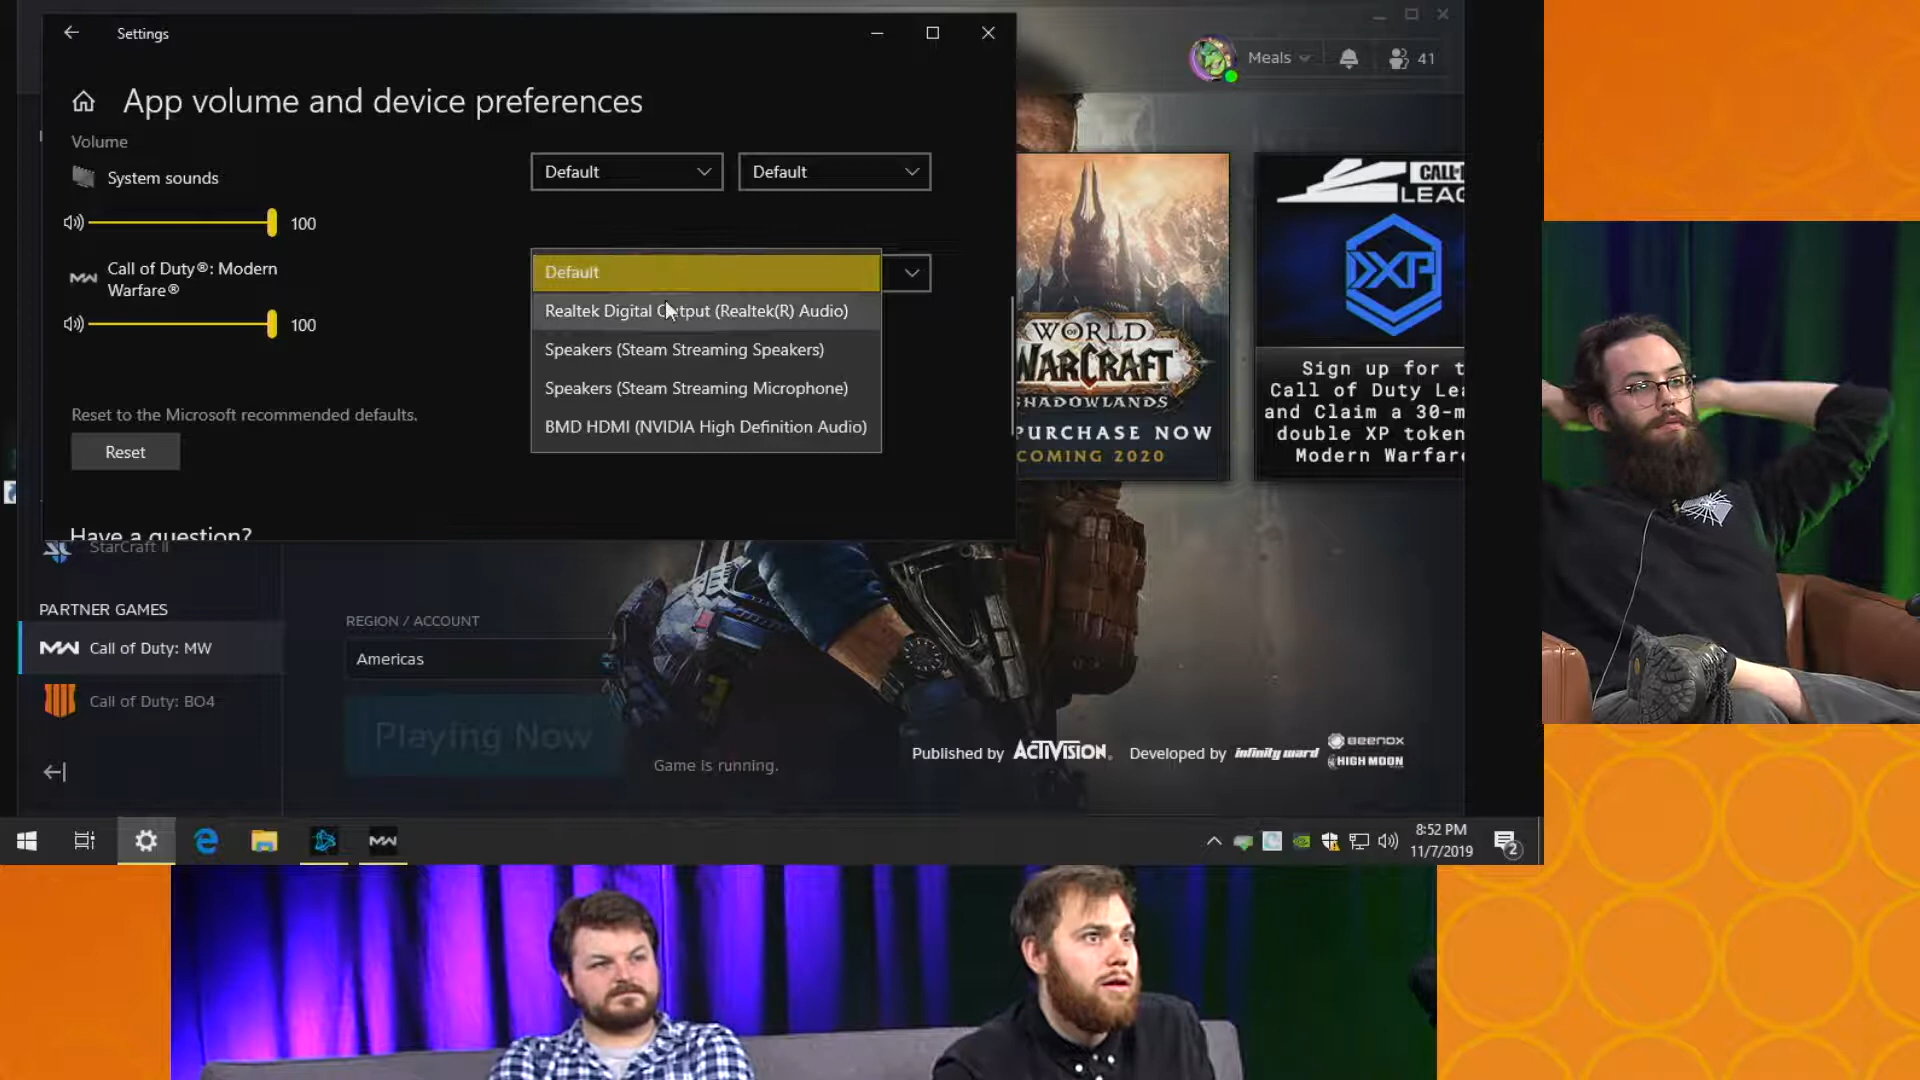 Settings
Meals
41
App volume and device preferences
Volume
System sounds
Default
Default
100
Call of Duty®: Modern
Warfare®
Default
Realtek Digital Output (Realtek(R) Audio)
100
Speakers (Steam Streaming Speakers)
Speakers (Steam Streaming Microphone)
Reset to the Microsoft recommended defaults.
BMD HDMI (NVIDIA High Definition Audio)
Reset
Have a question?
WORLD
OF
WARCRAFT
SHADOWLANDS
PURCHASE NOW
COMING 2020
CALL OF
LEAG
DXP
Sign up for t
Call of Duty Lea
and Claim a 30-m
double XP token
Modern Warfare
StarCraft II
PARTNER GAMES
Call of Duty: MW
Call of Duty: BO4
REGION / ACCOUNT
Americas
Playing Now
Game is running.
Published by ACTIVISION. Developed by infinity ward
BEENOX
HIGH MOON
8:52 PM
11/7/2019
2